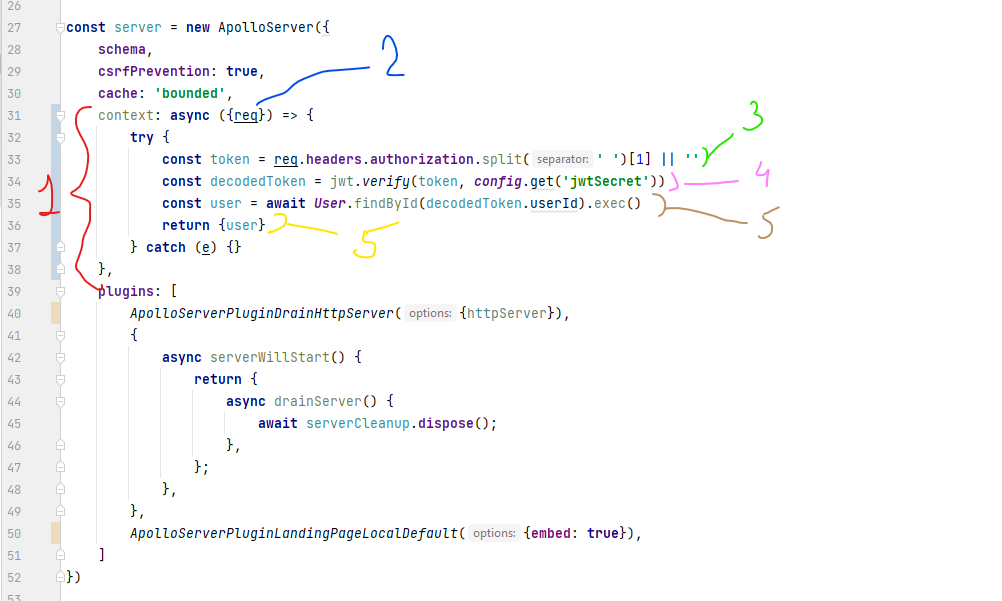 26
27 const server = new ApolloServer({
28 schema,
29 csrfPrevention: true,
30 cache: 'bounded',
31 context: async ({req}) => {
32 try {
33 const token = req.headers.authorization.split( separator: ' ')[1] || ''
34 const decodedToken = jwt.verify(token, config.get('jwtSecret'))
35 const user = await User.findById(decodedToken.userId).exec()
36 return {user}
37 } catch (e) {}
38 },
39 plugins: [
40 ApolloServerPluginDrainHttpServer( options: {httpServer}),
41 {
42 async serverWillStart() {
43 return {
44 async drainServer() {
45 await serverCleanup.dispose();
46 },
47 };
48 },
49 },
50 ApolloServerPluginLandingPageLocalDefault( options: {embed: true}),
51 ]
52 })
53
1
2
3
4
5
5